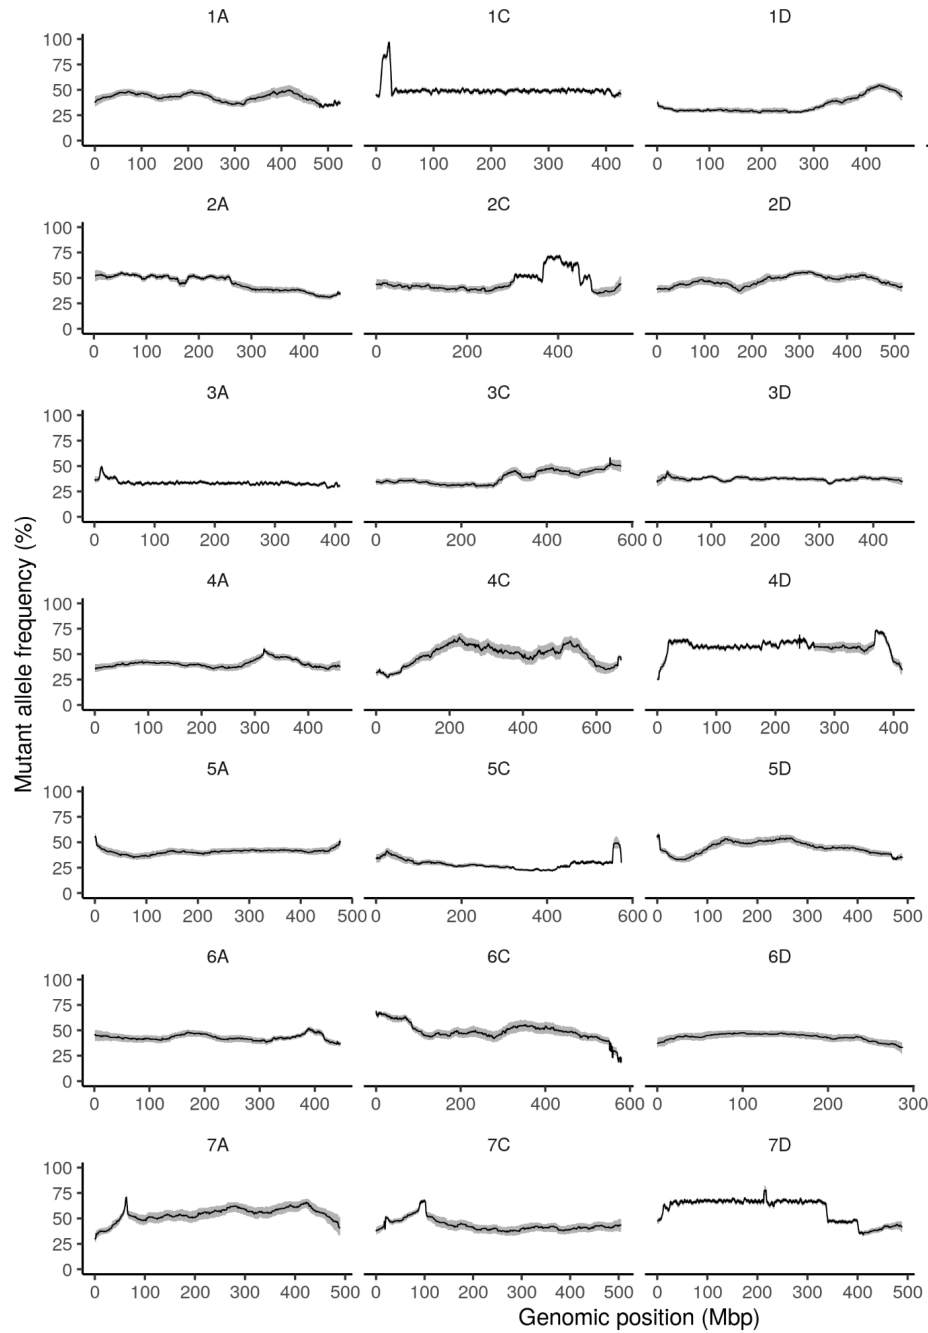 1A 1C 1D
100
75
50
25
0
0 100 200 300 400 500 0 100 200 300 400 0 100 200 300 400
2A 2C 2D
100
75
50
25
0
0 100 200 300 400 0 200 400 0 100 200 300 400 500
3A 3C 3D
100
75
50
25
0
0 100 200 300 400 0 200 400 600 0 100 200 300 400
4A 4C 4D
100
75
50
25
0
0 100 200 300 400 0 200 400 600 0 100 200 300 400
Mutant allele frequency (%)
5A 5C 5D
100
75
50
25
0
0 100 200 300 400 500 0 200 400 600 0 100 200 300 400 500
6A 6C 6D
100
75
50
25
0
0 100 200 300 400 0 200 400 600 0 100 200 300
7A 7C 7D
100
75
50
25
0
0 100 200 300 400 500 0 100 200 300 400 500 0 100 200 300 400 500
Genomic position (Mbp)